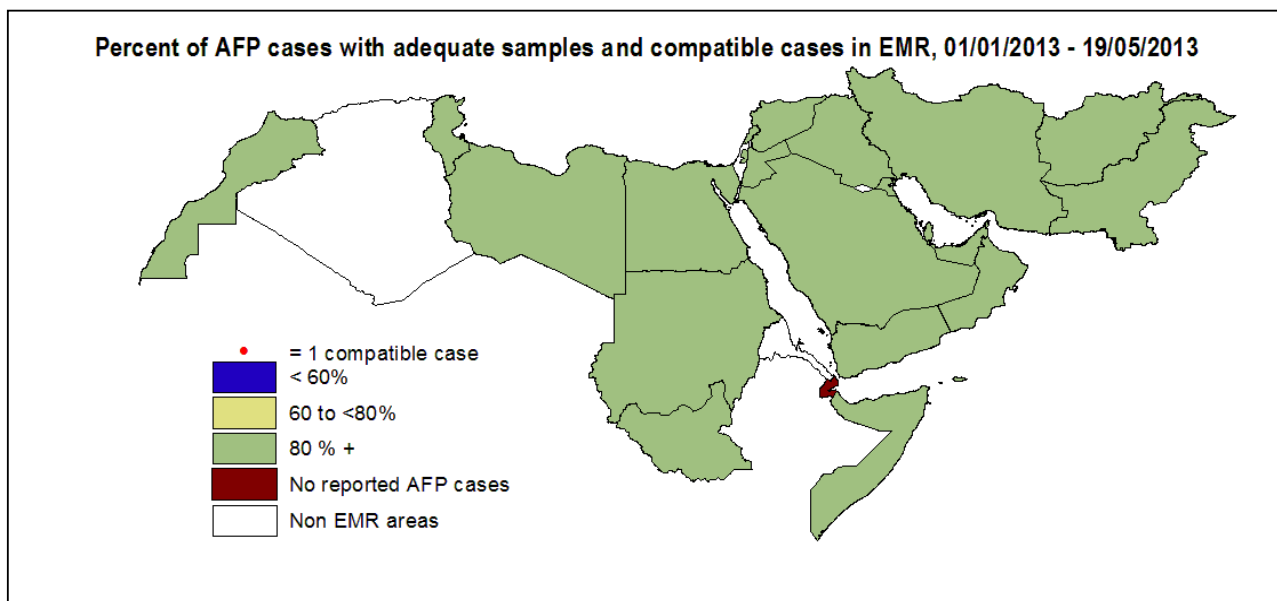 Percent of AFP cases with adequate samples and compatible cases in EMR, 01/01/2013 - 19/05/2013
= 1 compatible case
< 60%
60 to <80%
80 % +
No reported AFP cases
Non EMR areas